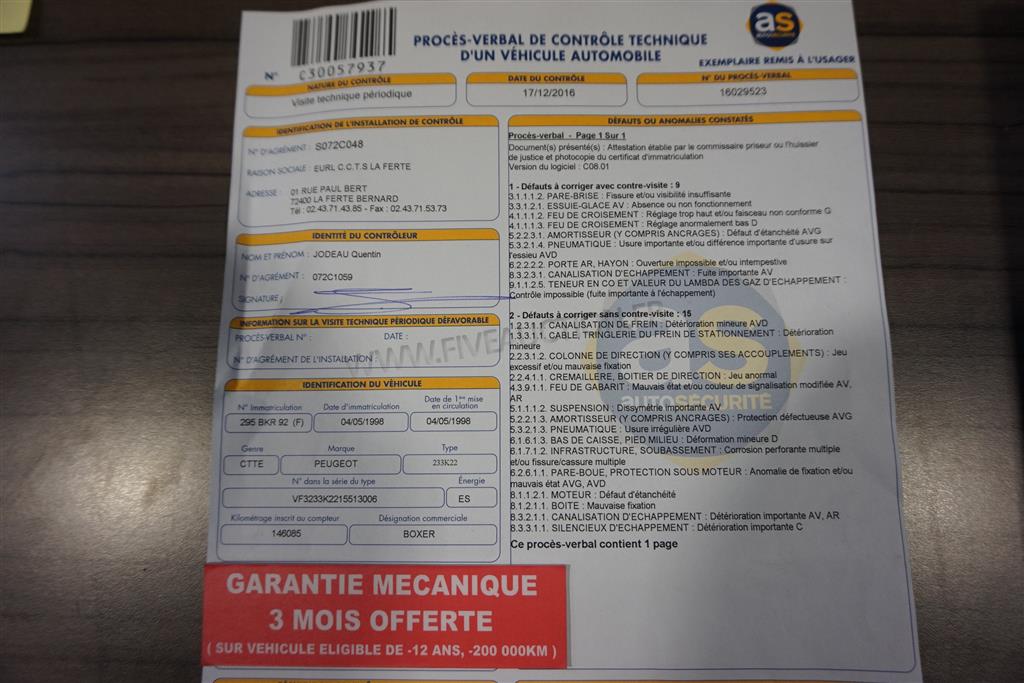 as
AUTOSÉCURITÉ
PROCÈS-VERBAL DE CONTRÔLE TECHNIQUE
D'UN VÉHICULE AUTOMOBILE
EXEMPLAIRE REMIS À L'USAGER
N° C30057937
NATURE DU CONTRÔLE
Visite technique périodique
DATE DU CONTRÔLE
17/12/2016
N° DU PROCÈS-VERBAL
16029523
IDENTIFICATION DE L'INSTALLATION DE CONTRÔLE
N° D'AGRÉMENT : S072C048
RAISON SOCIALE : EURL C.C.T.S LA FERTE
ADRESSE : 01 RUE PAUL BERT
72400 LA FERTE BERNARD
Tél : 02.43.71.43.85 - Fax : 02.43.71.53.73
IDENTITÉ DU CONTRÔLEUR
NOM ET PRÉNOM : JODEAU Quentin
N° D'AGRÉMENT : 072C1059
SIGNATURE :
INFORMATION SUR LA VISITE TECHNIQUE PÉRIODIQUE DÉFAVORABLE
PROCÈS-VERBAL N° : DATE :
N° D'AGRÉMENT DE L'INSTALLATION :
IDENTIFICATION DU VÉHICULE
N° Immatriculation Date d'immatriculation Date de 1ère mise
en circulation
295 BKR 92 (F) 04/05/1998 04/05/1998
Genre Marque Type
CTTE PEUGEOT 233K22
N° dans la série du type Énergie
VF3233K2215513006 ES
Kilométrage inscrit au compteur Désignation commerciale
146085 BOXER
DÉFAUTS OU ANOMALIES CONSTATÉS
Procès-verbal - Page 1 Sur 1
Document(s) présenté(s) : Attestation établie par le commissaire priseur ou l'huissier
de justice et photocopie du certificat d'immatriculation
Version du logiciel : C08.01
1 - Défauts à corriger avec contre-visite : 9
3.1.1.1.2. PARE-BRISE : Fissure et/ou visibilité insuffisante
3.3.1.2.1. ESSUIE-GLACE AV : Absence ou non fonctionnement
4.1.1.1.2. FEU DE CROISEMENT : Réglage trop haut et/ou faisceau non conforme G
4.1.1.1.3. FEU DE CROISEMENT : Réglage anormalement bas D
5.2.2.3.1. AMORTISSEUR (Y COMPRIS ANCRAGES) : Défaut d'étanchéité AVG
5.3.2.1.4. PNEUMATIQUE : Usure importante et/ou différence importante d'usure sur
l'essieu AVD
6.2.2.2.2. PORTE AR, HAYON : Ouverture impossible et/ou intempestive
8.3.2.3.1. CANALISATION D'ECHAPPEMENT : Fuite importante AV
9.1.1.2.5. TENEUR EN CO ET VALEUR DU LAMBDA DES GAZ D'ECHAPPEMENT :
Contrôle impossible (fuite importante à l'échappement)
2 - Défauts à corriger sans contre-visite : 15
1.2.3.1.1. CANALISATION DE FREIN : Détérioration mineure AVD
1.3.3.1.1. CABLE, TRINGLERIE DU FREIN DE STATIONNEMENT : Détérioration
mineure
2.2.3.1.2. COLONNE DE DIRECTION (Y COMPRIS SES ACCOUPLEMENTS) : Jeu
excessif et/ou mauvaise fixation
2.2.4.1.1. CREMAILLERE, BOITIER DE DIRECTION : Jeu anormal
4.3.9.1.1. FEU DE GABARIT : Mauvais état et/ou couleur de signalisation modifiée AV,
AR
5.1.1.1.2. SUSPENSION : Dissymétrie importante AV
5.2.2.1.3. AMORTISSEUR (Y COMPRIS ANCRAGES) : Protection défectueuse AVG
5.3.2.1.3. PNEUMATIQUE : Usure irrégulière AVD
6.1.6.1.3. BAS DE CAISSE, PIED MILIEU : Déformation mineure D
6.1.7.1.2. INFRASTRUCTURE, SOUBASSEMENT : Corrosion perforante multiple
et/ou fissure/cassure multiple
6.2.6.1.1. PARE-BOUE, PROTECTION SOUS MOTEUR : Anomalie de fixation et/ou
mauvais état AVG, AVD
8.1.1.2.1. MOTEUR : Défaut d'étanchéité
8.1.2.1.1. BOITE : Mauvaise fixation
8.3.2.1.1. CANALISATION D'ECHAPPEMENT : Détérioration importante AV, AR
8.3.3.1.1. SILENCIEUX D'ECHAPPEMENT : Détérioration importante C
Ce procès-verbal contient 1 page
as
AUTOSÉCURITÉ
GARANTIE MECANIQUE
3 MOIS OFFERTE
( SUR VEHICULE ELIGIBLE DE -12 ANS, -200 000KM )